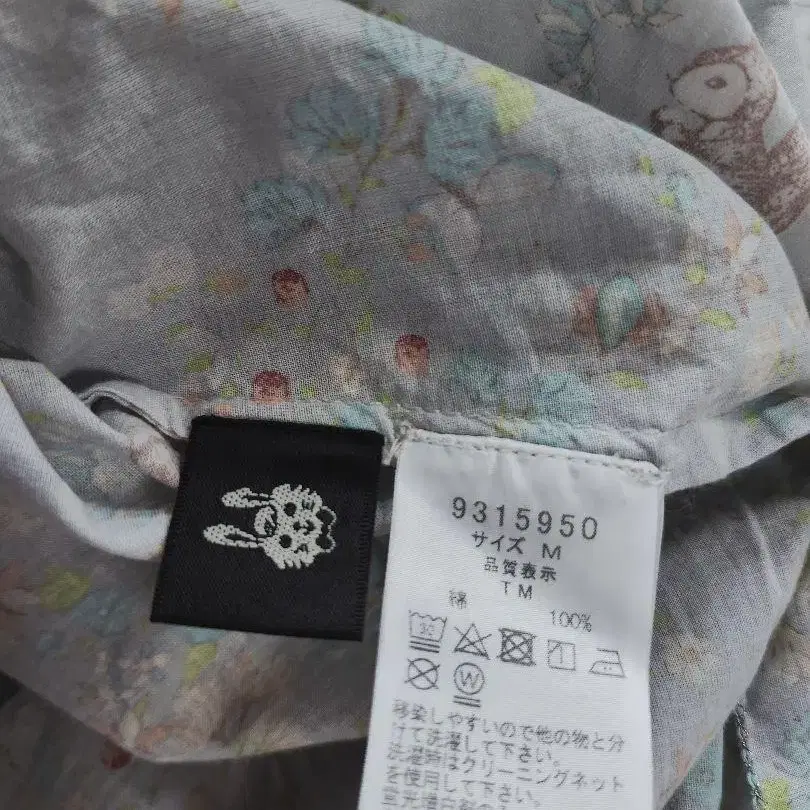 9315950
サイズ M
品質表示
TM
綿 100%
30
W
移染しやすいので他の物と分
けて洗濯して下さい。
洗濯時はクリーニングネット
を使用して下さい。